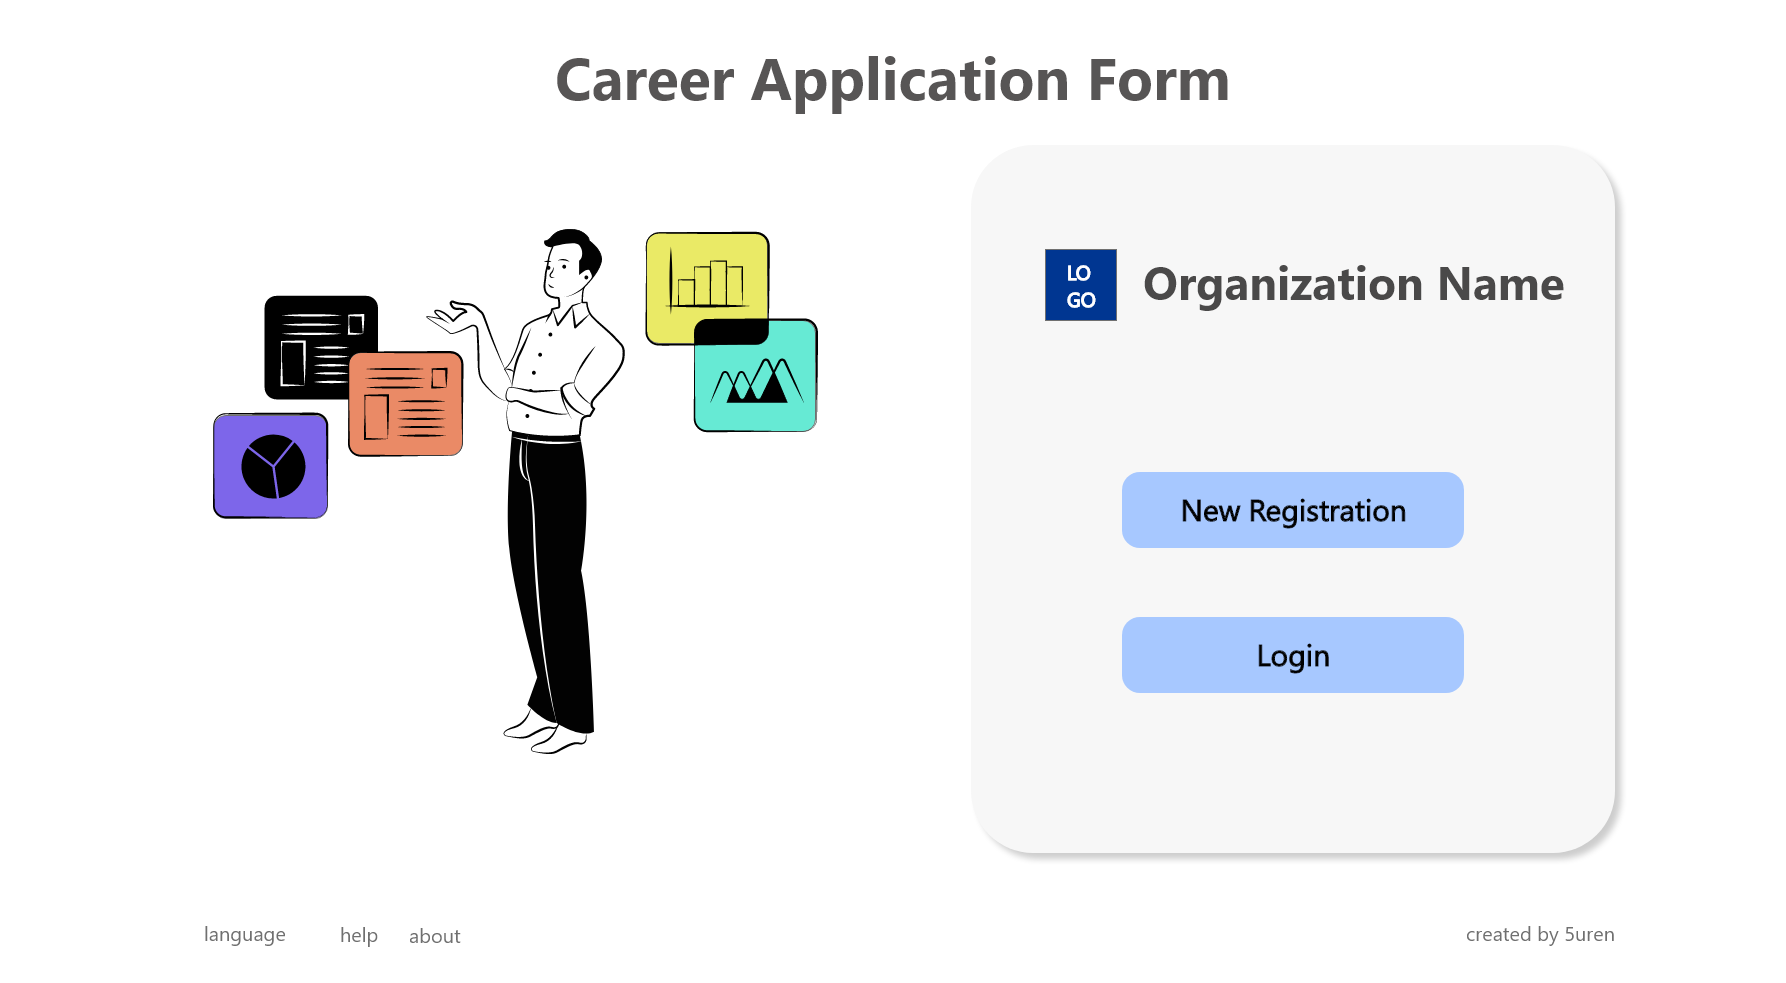 Career Application Form
LO
GO
Organization Name
New Registration
Login
language
help
about
created by 5uren